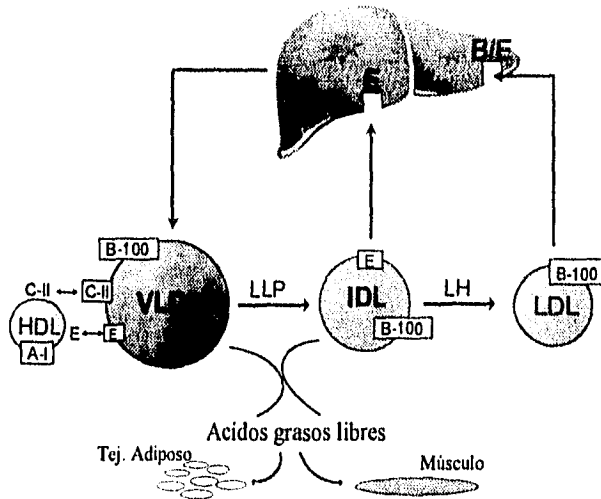 E
B/E
B-100
C-II
C-II
VLDL
LLP
E
IDL
B-100
LH
B-100
LDL
HDL
A-I
E
E
Acidos grasos libres
Tej. Adiposo
Músculo